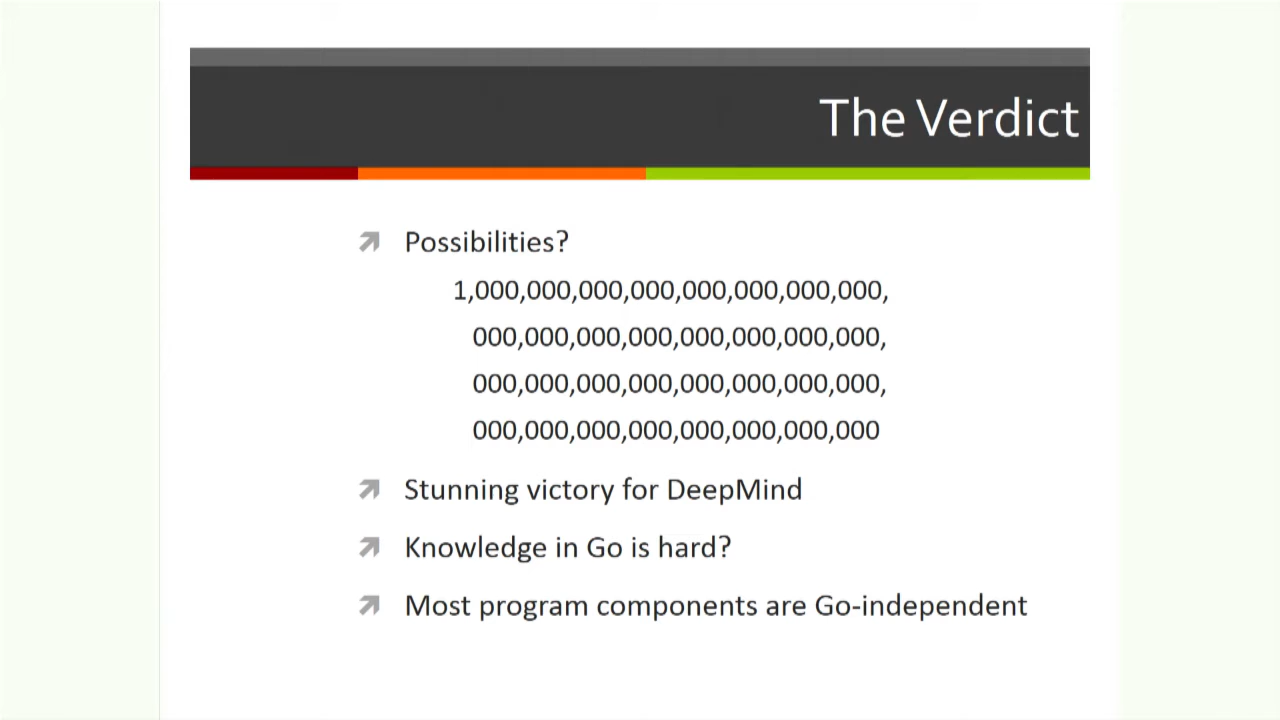 The Verdict
Possibilities?
1,000,000,000,000,000,000,000,000,
000,000,000,000,000,000,000,000,
000,000,000,000,000,000,000,000,
000,000,000,000,000,000,000,000
Stunning victory for DeepMind
Knowledge in Go is hard?
Most program components are Go-independent